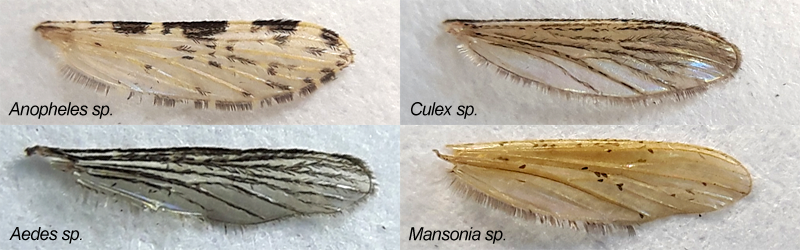 Anopheles sp.
Culex sp.
Aedes sp.
Mansonia sp.